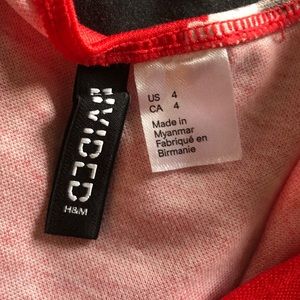 DIVIDED
H&M
US 4
CA 4
Made in
Myanmar
Fabriqué en
Birmanie